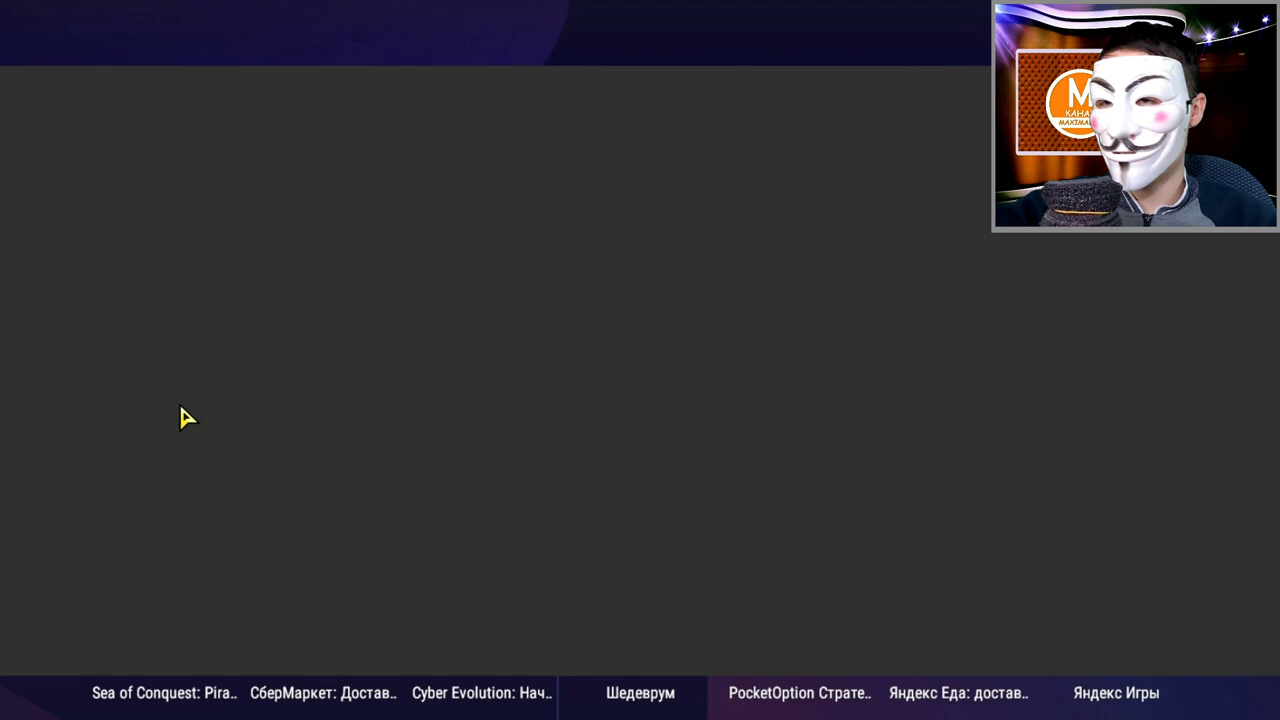 М
Sea of Conquest: Pira.. СберМаркет: Достав.. Cyber Evolution: Нач.. Шедеврум PocketOption Страте.. Яндекс Еда: достав.. Яндекс Игры